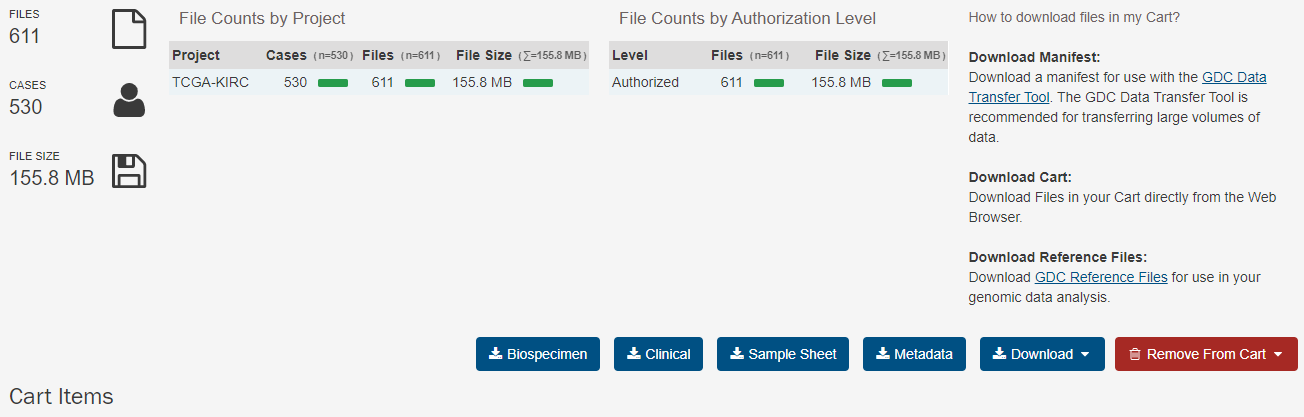 FILES
611
CASES
530
FILE SIZE
155.8 MB
File Counts by Project
Project Cases (n=530) Files (n=611) File Size (∑=155.8 MB)
TCGA-KIRC 530 611 155.8 MB
File Counts by Authorization Level
Level Files (n=611) File Size (∑=155.8 MB)
Authorized 611 155.8 MB
How to download files in my Cart?
Download Manifest:
Download a manifest for use with the GDC Data
Transfer Tool. The GDC Data Transfer Tool is
recommended for transferring large volumes of
data.
Download Cart:
Download Files in your Cart directly from the Web
Browser.
Download Reference Files:
Download GDC Reference Files for use in your
genomic data analysis.
Biospecimen Clinical Sample Sheet Metadata Download Remove From Cart
Cart Items